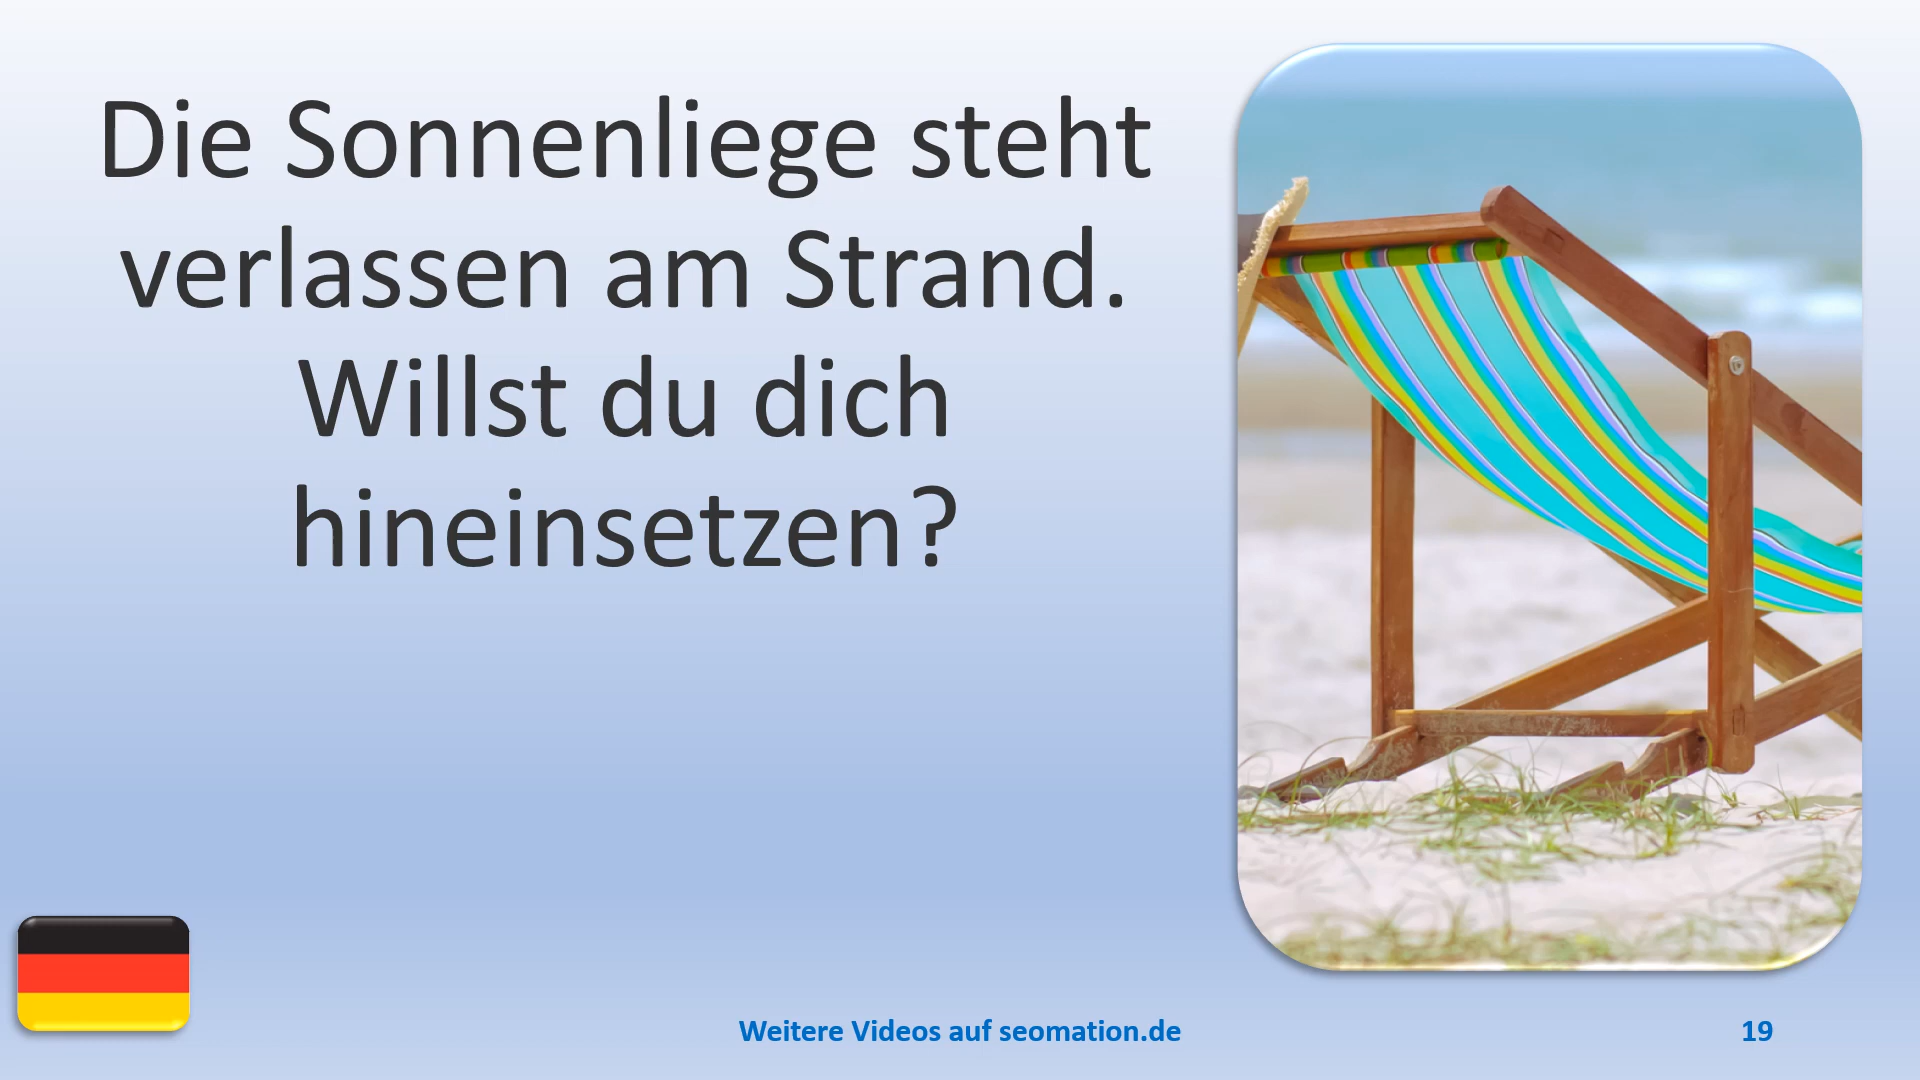 Die Sonnenliege steht
verlassen am Strand.
Willst du dich
hineinsetzen?
Weitere Videos auf seomation.de
19